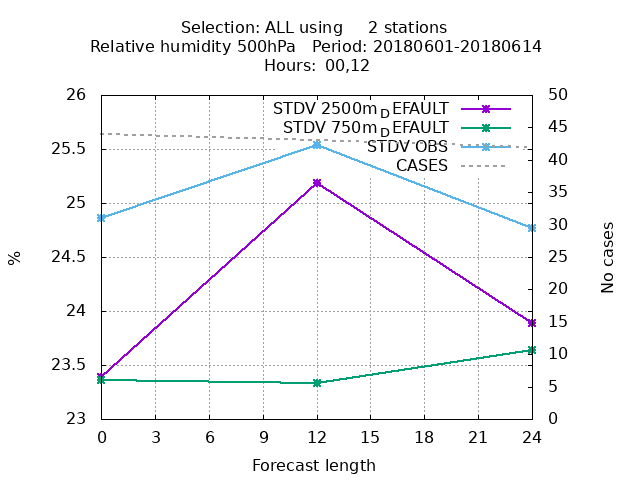 Selection: ALL using     2 stations
Relative humidity 500hPa   Period: 20180601-20180614
Hours: 00,12
26
25.5
25
24.5
24
23.5
23
50
45
40
35
30
25
20
15
10
5
0
STDV 2500m_DEFAULT
STDV 750m_DEFAULT
STDV OBS
CASES
%
No cases
0 3 6 9 12 15 18 21 24
Forecast length